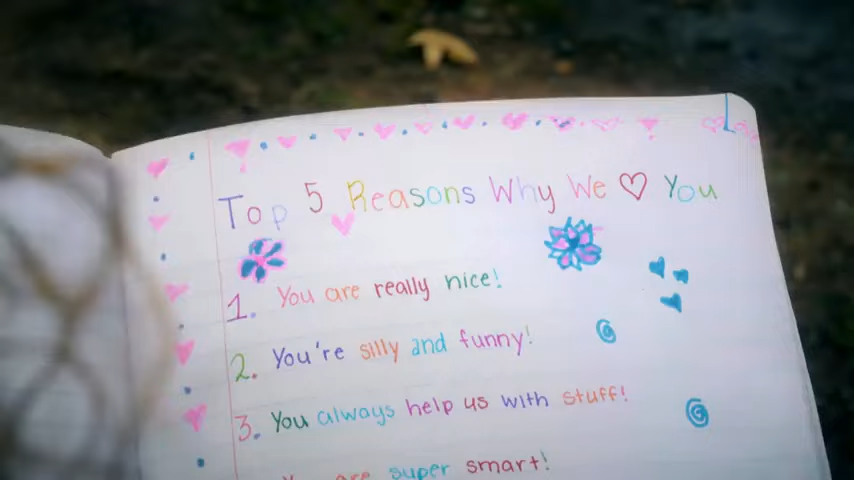 Top 5 Reasons Why We ♡ You
1. You are really nice!
2. You're silly and funny!
3. You always help us with stuff!
You are super smart!